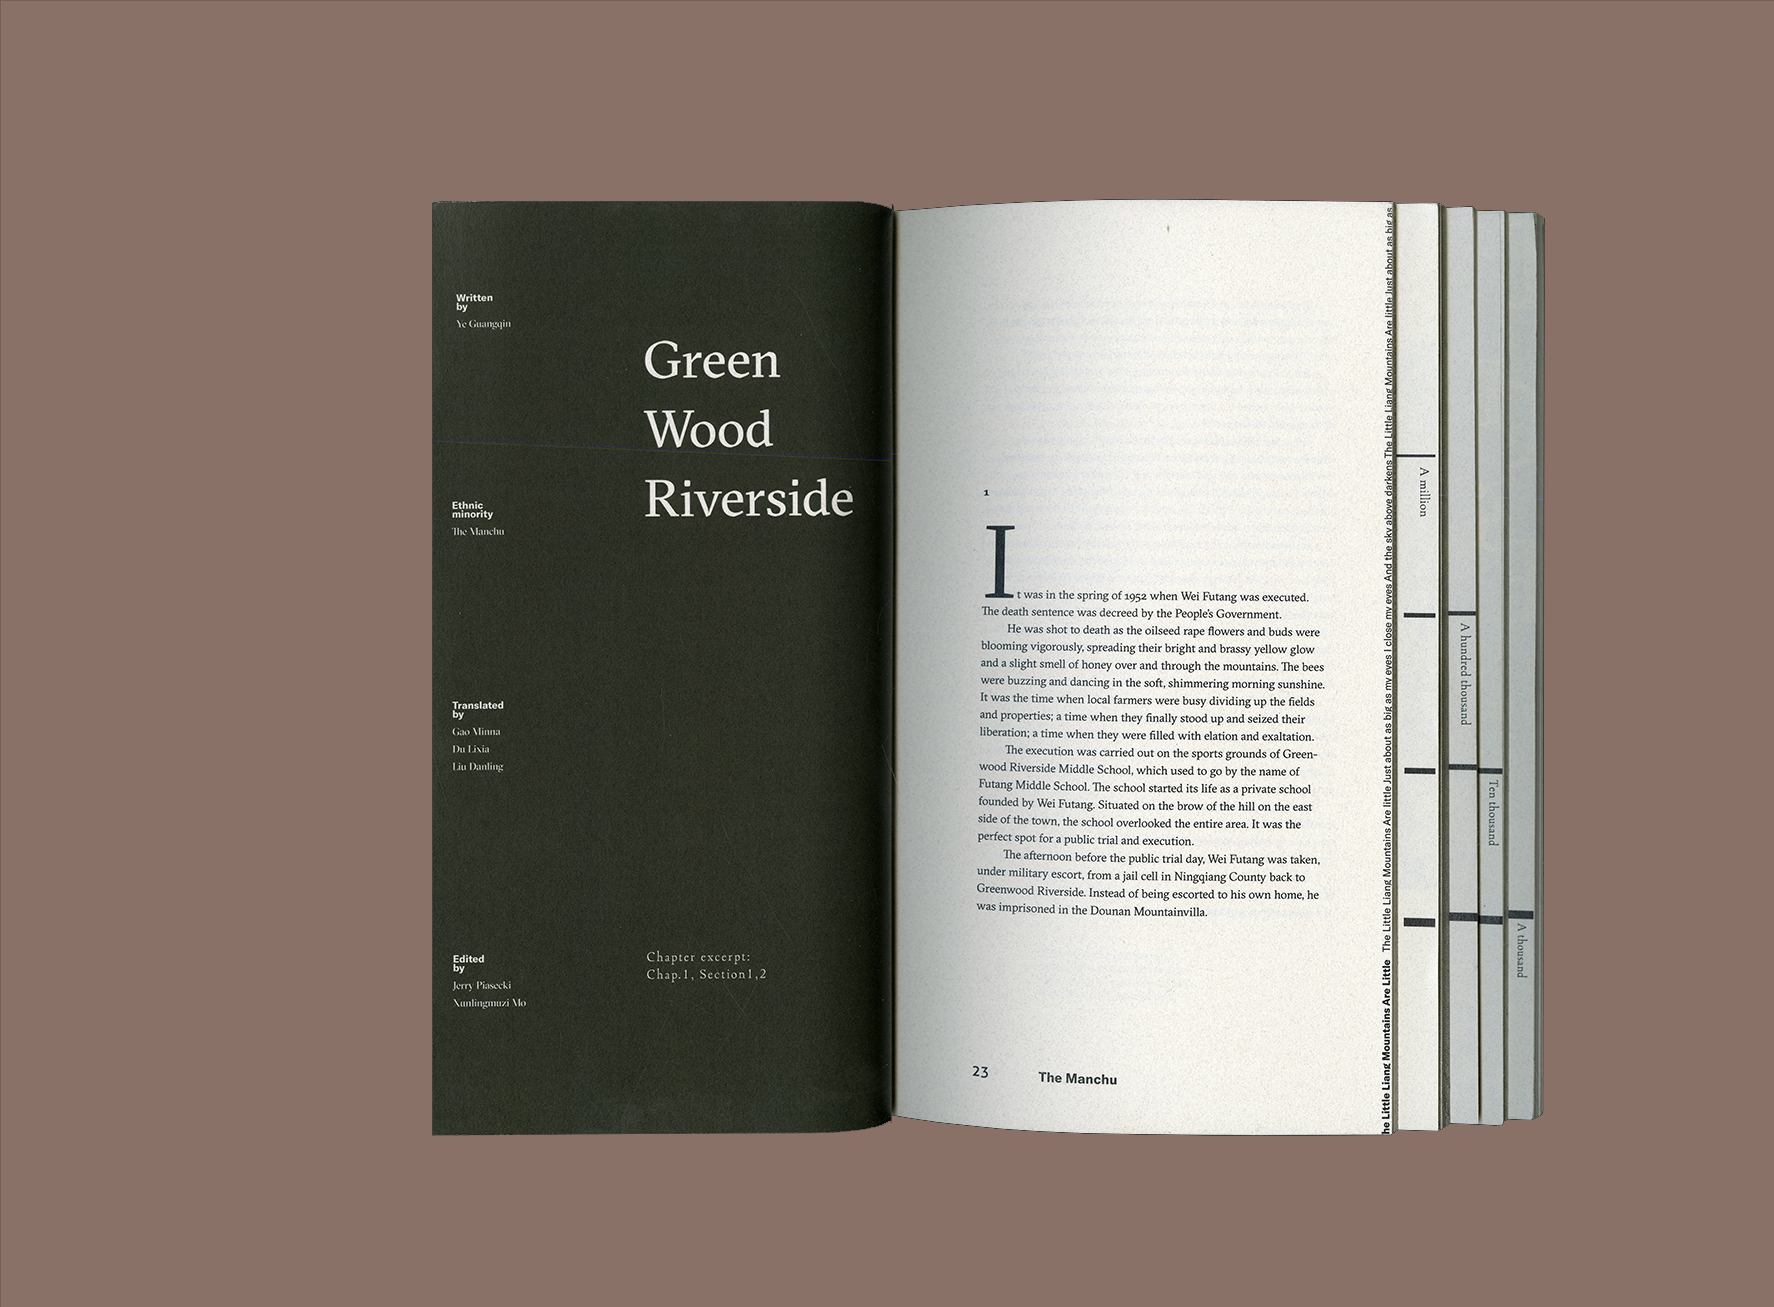 Written
by
Ye Guangqin
Ethnic
minority
The Manchu
Translated
by
Gao Minna
Du Lixia
Liu Danling
Edited
by
Jerry Piasecki
Xunlingmuzi Mo
Green
Wood
Riverside
Chapter excerpt:
Chap.1, Section1,2
1
It was in the spring of 1952 when Wei Futang was executed.
The death sentence was decreed by the People's Government.
He was shot to death as the oilseed rape flowers and buds were
blooming vigorously, spreading their bright and brassy yellow glow
and a slight smell of honey over and through the mountains. The bees
were buzzing and dancing in the soft, shimmering morning sunshine.
It was the time when local farmers were busy dividing up the fields
and properties; a time when they finally stood up and seized their
liberation; a time when they were filled with elation and exaltation.
The execution was carried out on the sports grounds of Green-
wood Riverside Middle School, which used to go by the name of
Futang Middle School. The school started its life as a private school
founded by Wei Futang. Situated on the brow of the hill on the east
side of the town, the school overlooked the entire area. It was the
perfect spot for a public trial and execution.
The afternoon before the public trial day, Wei Futang was taken,
under military escort, from a jail cell in Ningqiang County back to
Greenwood Riverside. Instead of being escorted to his own home, he
was imprisoned in the Dounan Mountainvilla.
23
The Manchu
he Little Liang Mountains Are Little The Little Liang Mountains Are little Just about as big as my eyes I close my eyes And the sky above darkens The Little Liang Mountains Are little Just about as big as
A million
A hundred thousand
Ten thousand
A thousand